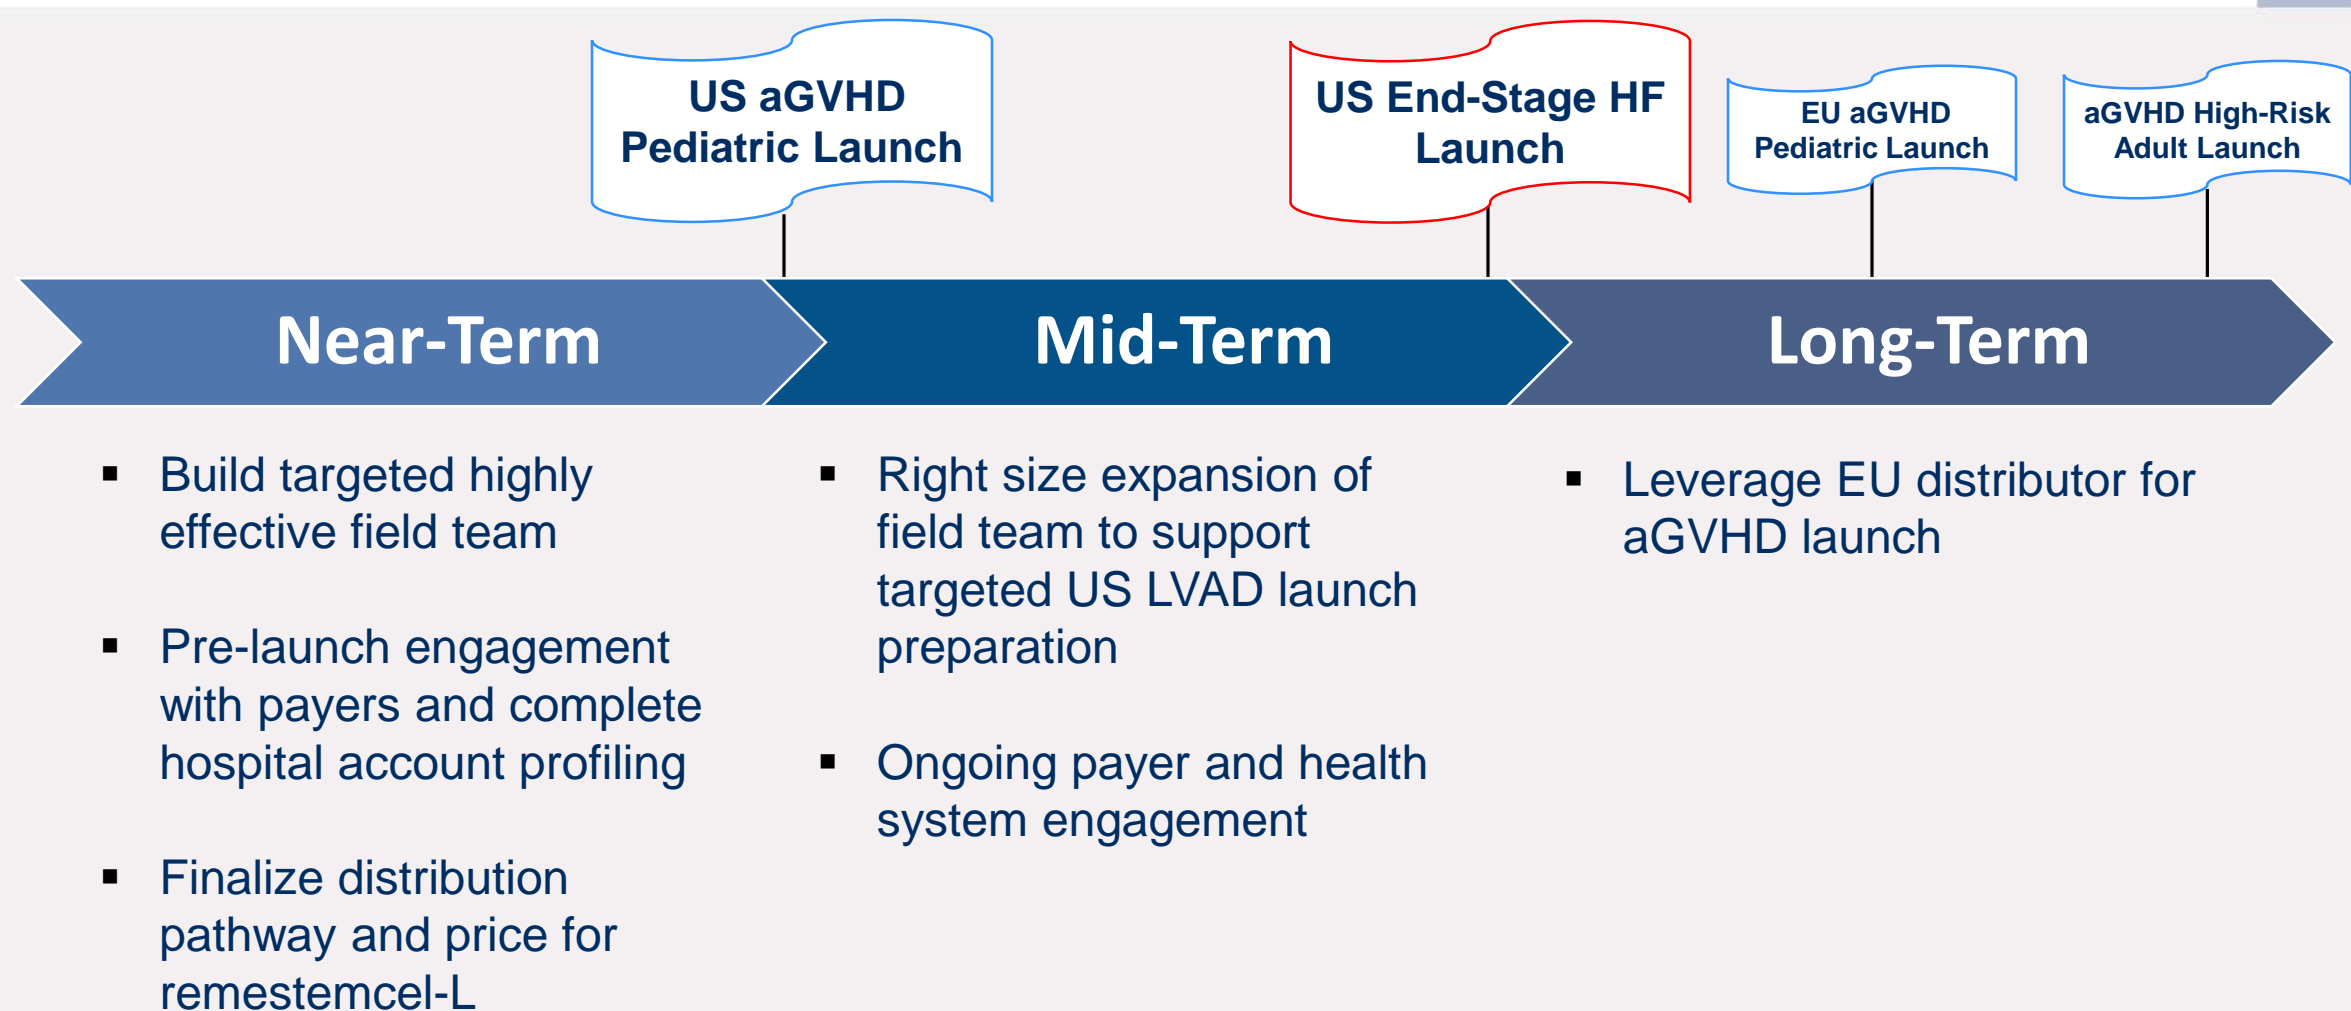 US aGVHD
Pediatric Launch
US End-Stage HF
Launch
EU aGVHD
Pediatric Launch
aGVHD High-Risk
Adult Launch
Near-Term
Mid-Term
Long-Term
▪ Build targeted highly
effective field team
▪ Pre-launch engagement
with payers and complete
hospital account profiling
▪ Finalize distribution
pathway and price for
remestemcel-L
▪ Right size expansion of
field team to support
targeted US LVAD launch
preparation
▪ Ongoing payer and health
system engagement
▪ Leverage EU distributor for
aGVHD launch